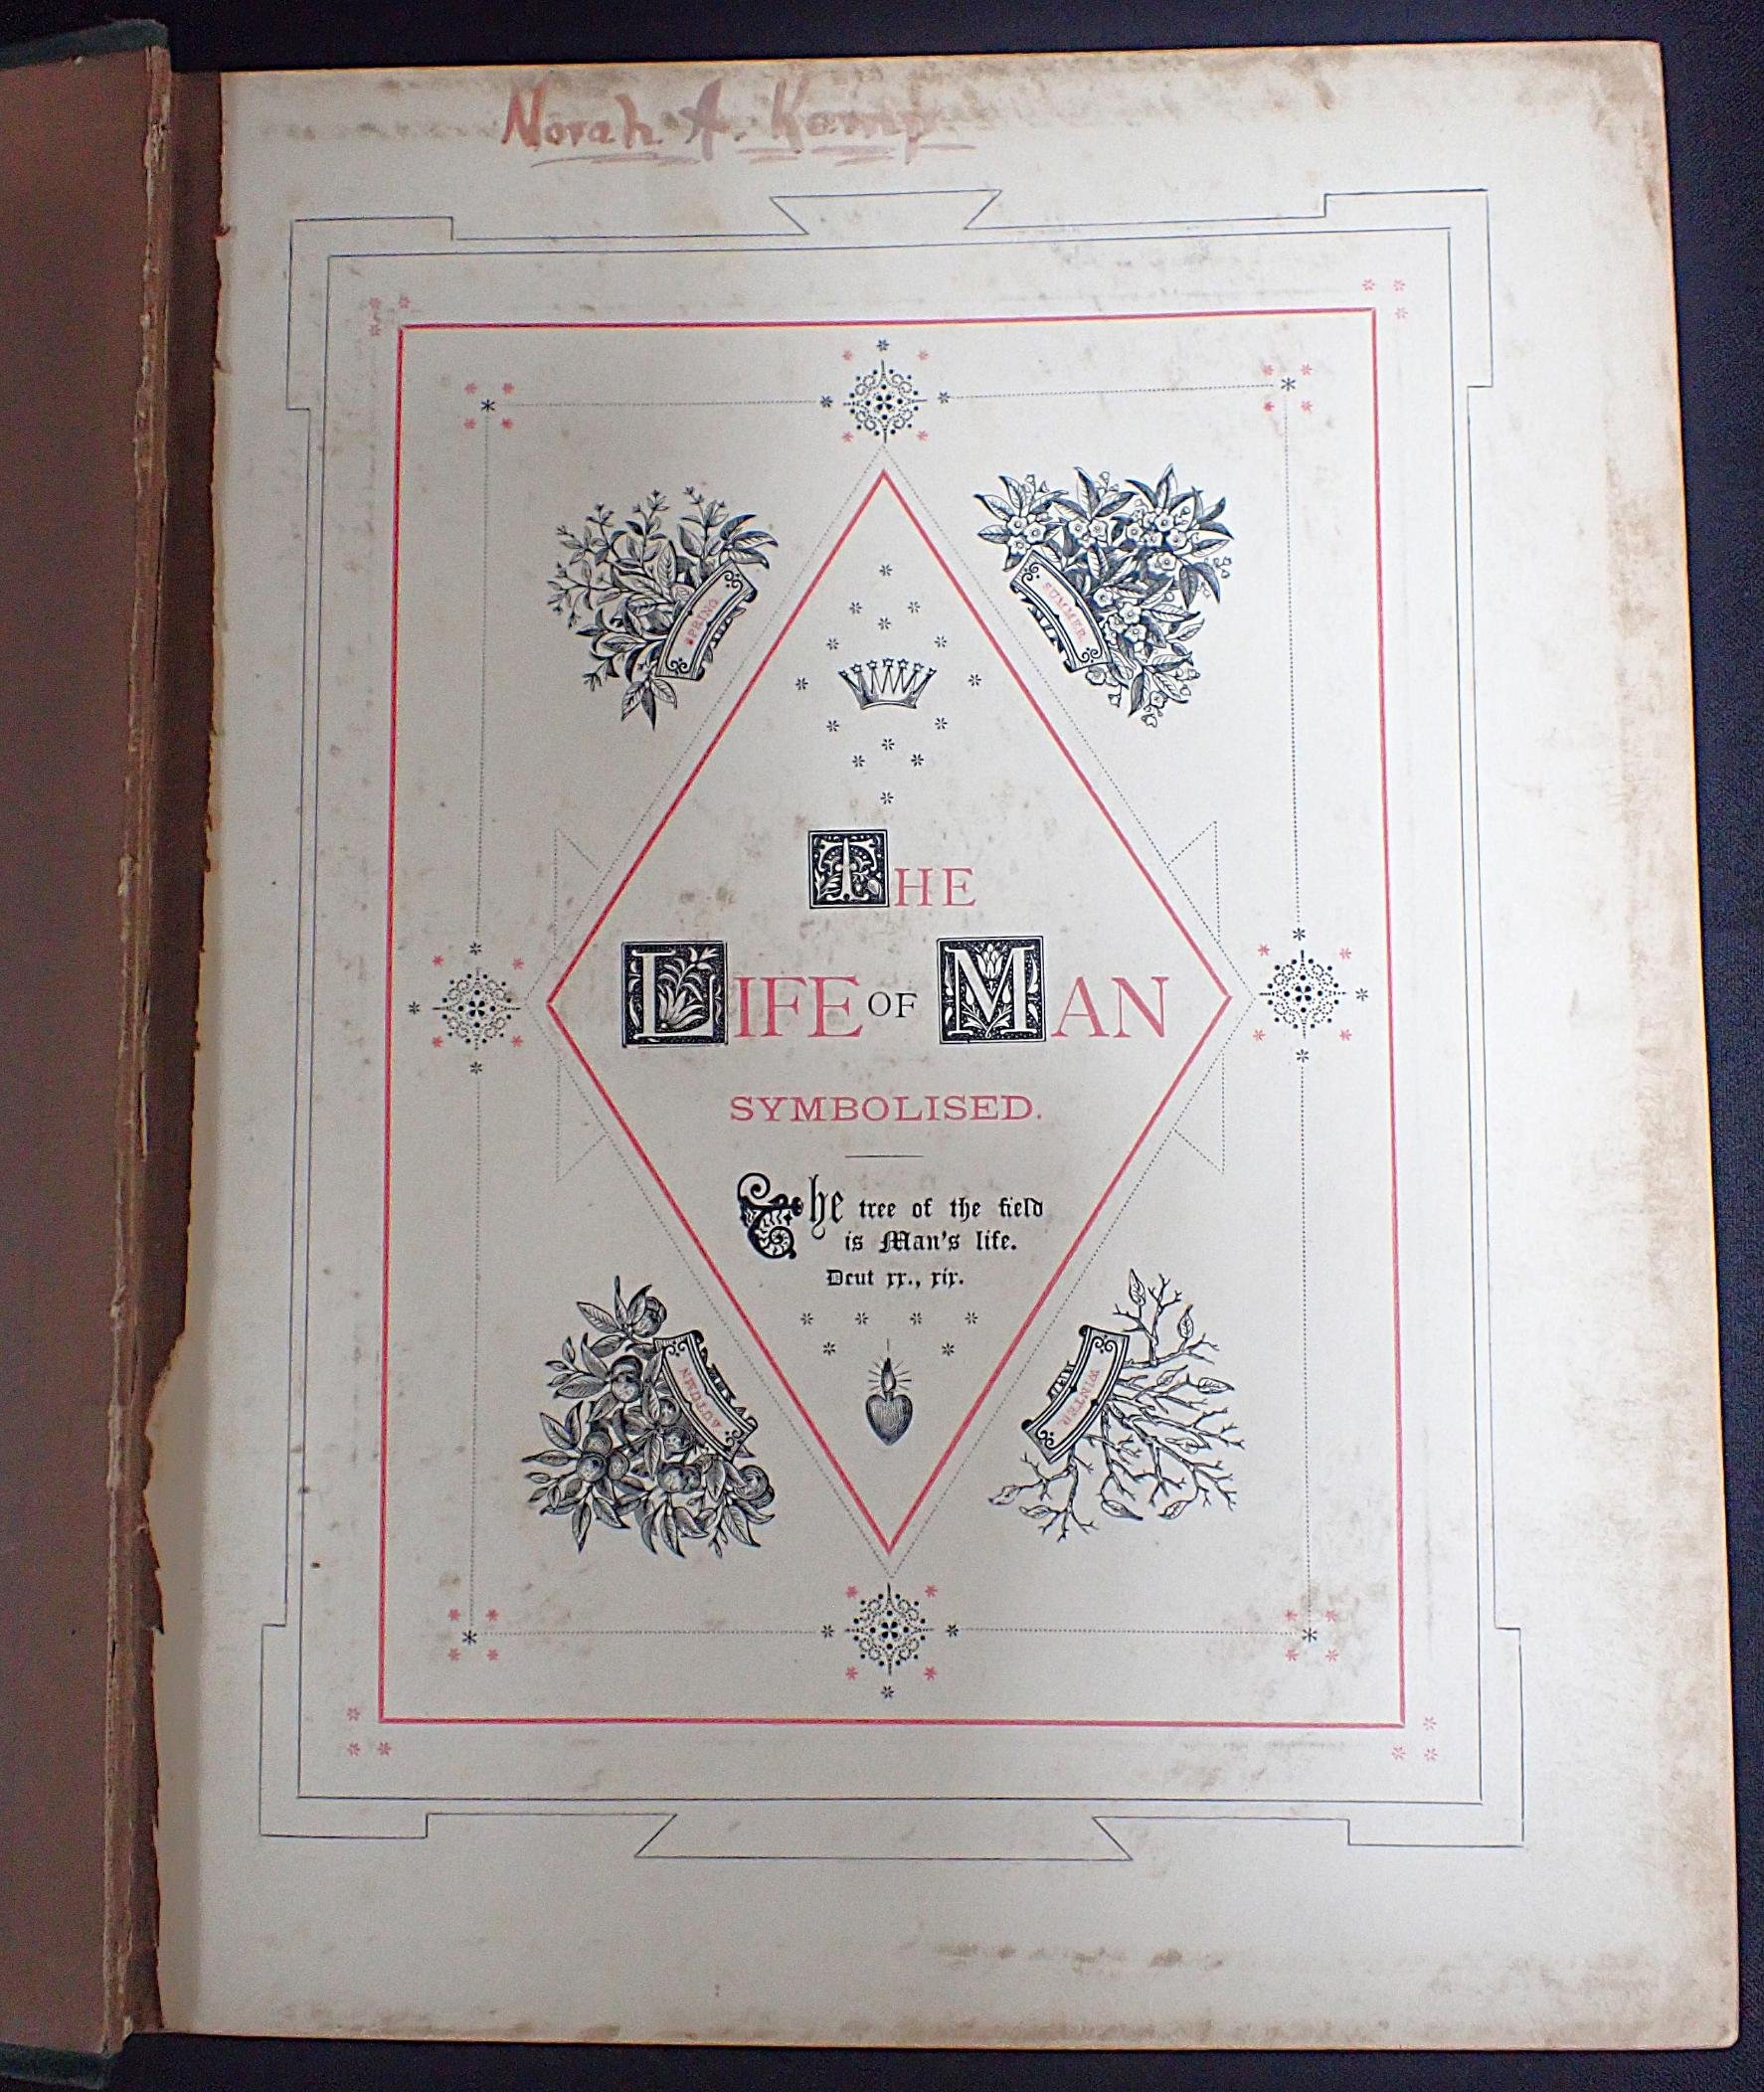 Norah A. Kemp
SPRING
SUMMER
THE
LIFE OF MAN
SYMBOLISED.
The tree of the field
is Man's life.
Deut xx., xix.
AUTUMN
WINTER